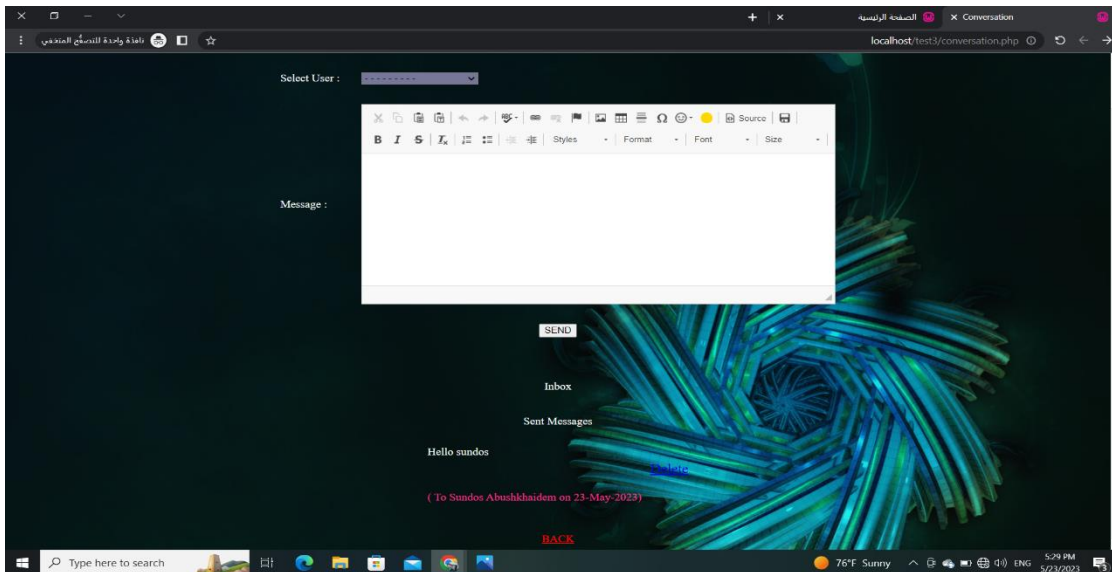 الصفحة الرئيسية
Conversation
localhost/test3/conversation.php
نافذة واحدة للتصفُّح المتخفي
Select User :
- - - - - - - - -
Source
Styles
Format
Font
Size
Message :
SEND
Inbox
Sent Messages
Hello sundos
Delete
( To Sundos Abushkhaidem on 23-May-2023)
BACK
Type here to search
76°F Sunny
ENG
5:29 PM
5/23/2023